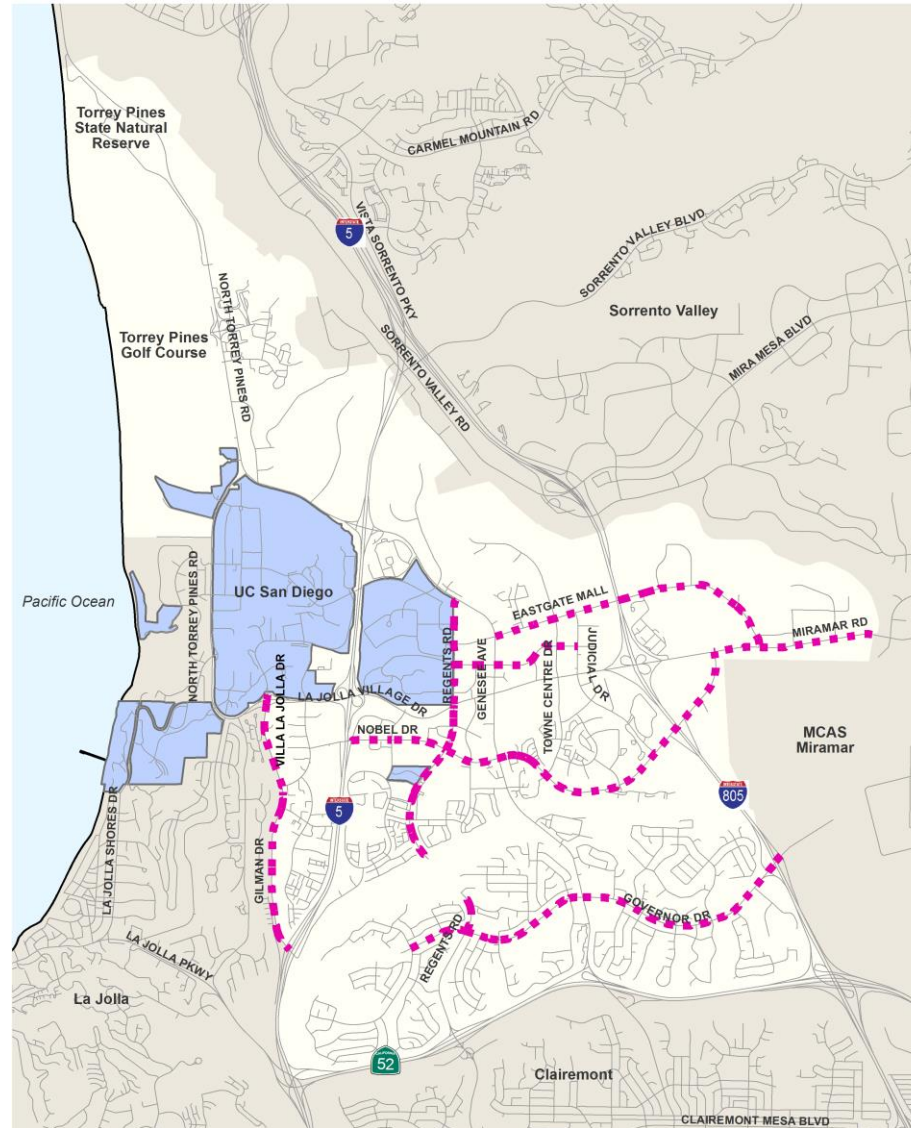 Torrey Pines
State Natural
Reserve
CARMEL MOUNTAIN RD
VISTA SORRENTO PKY
INTERSTATE
5
SORRENTO VALLEY BLVD
NORTH TORREY PINES RD
Sorrento Valley
Torrey Pines
Golf Course
SORRENTO VALLEY RD
MIRA MESA BLVD
Pacific Ocean
NORTH TORREY PINES RD
UC San Diego
EASTGATE MALL
MIRAMAR RD
REGENTS RD
GENESEE AVE
TOWNE CENTRE DR
JUDICIAL DR
VILLA LA JOLLA DR
LA JOLLA VILLAGE DR
NOBEL DR
MCAS
Miramar
INTERSTATE
5
INTERSTATE
805
LA JOLLA SHORES DR
GILMAN DR
GOVERNOR DR
REGENTS RD
LA JOLLA PKWY
La Jolla
CALIFORNIA
52
Clairemont
CLAIREMONT MESA BLVD